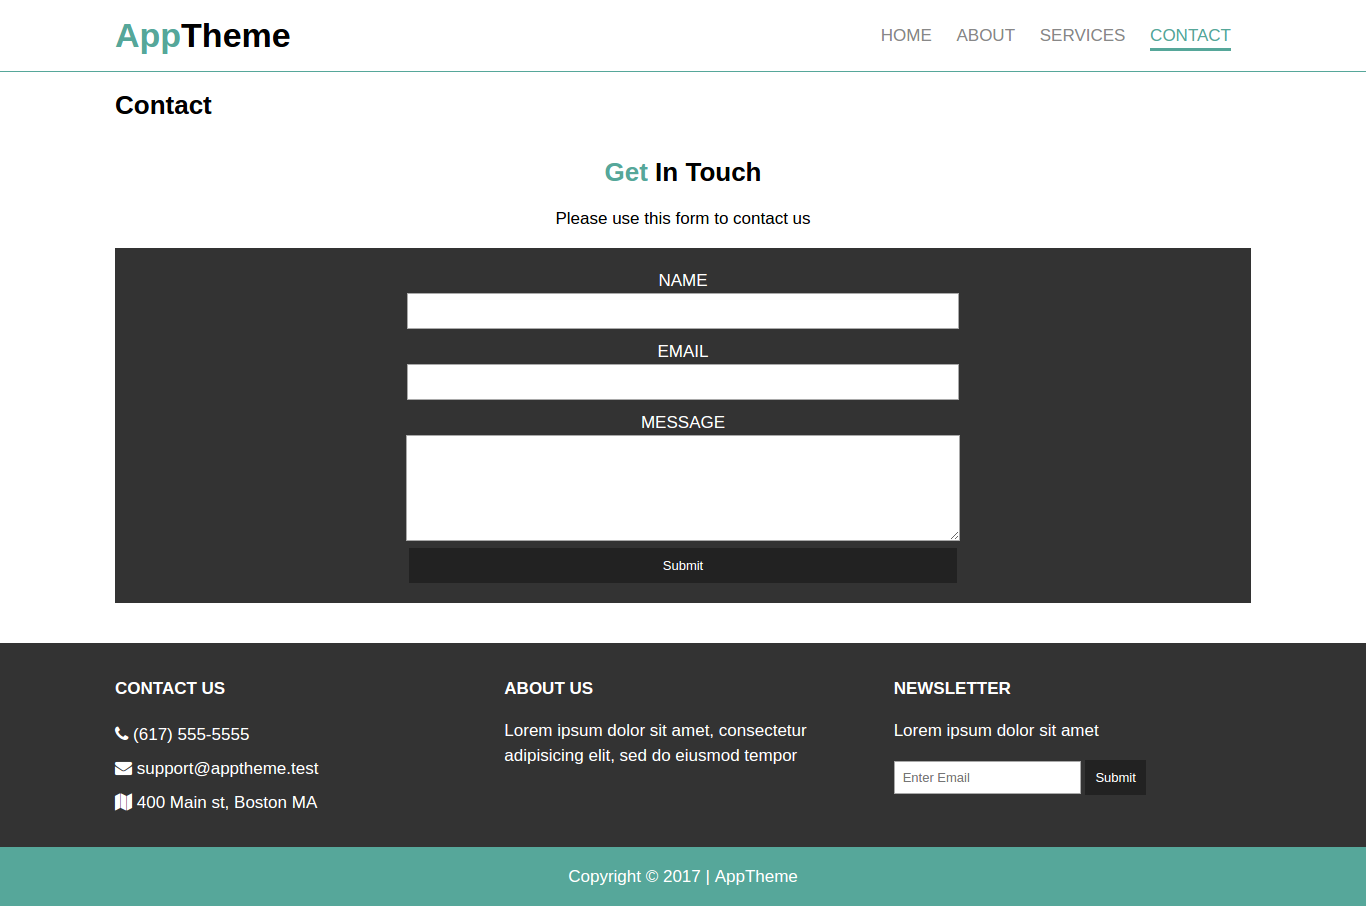 AppTheme
HOME ABOUT SERVICES CONTACT
Contact
Get In Touch
Please use this form to contact us
NAME
EMAIL
MESSAGE
Submit
CONTACT US
(617) 555-5555
support@apptheme.test
400 Main st, Boston MA
ABOUT US
Lorem ipsum dolor sit amet, consectetur
adipisicing elit, sed do eiusmod tempor
NEWSLETTER
Lorem ipsum dolor sit amet
Enter Email Submit
Copyright © 2017 | AppTheme